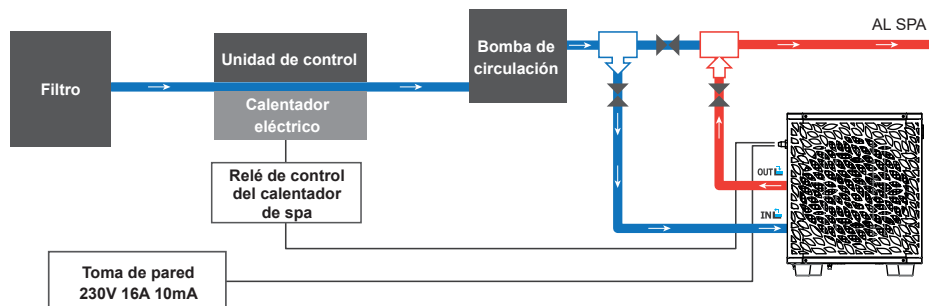 Filtro
Unidad de control
Calentador
eléctrico
Relé de control
del calentador
de spa
Toma de pared
230V 16A 10mA
Bomba de
circulación
AL SPA
OUT
IN